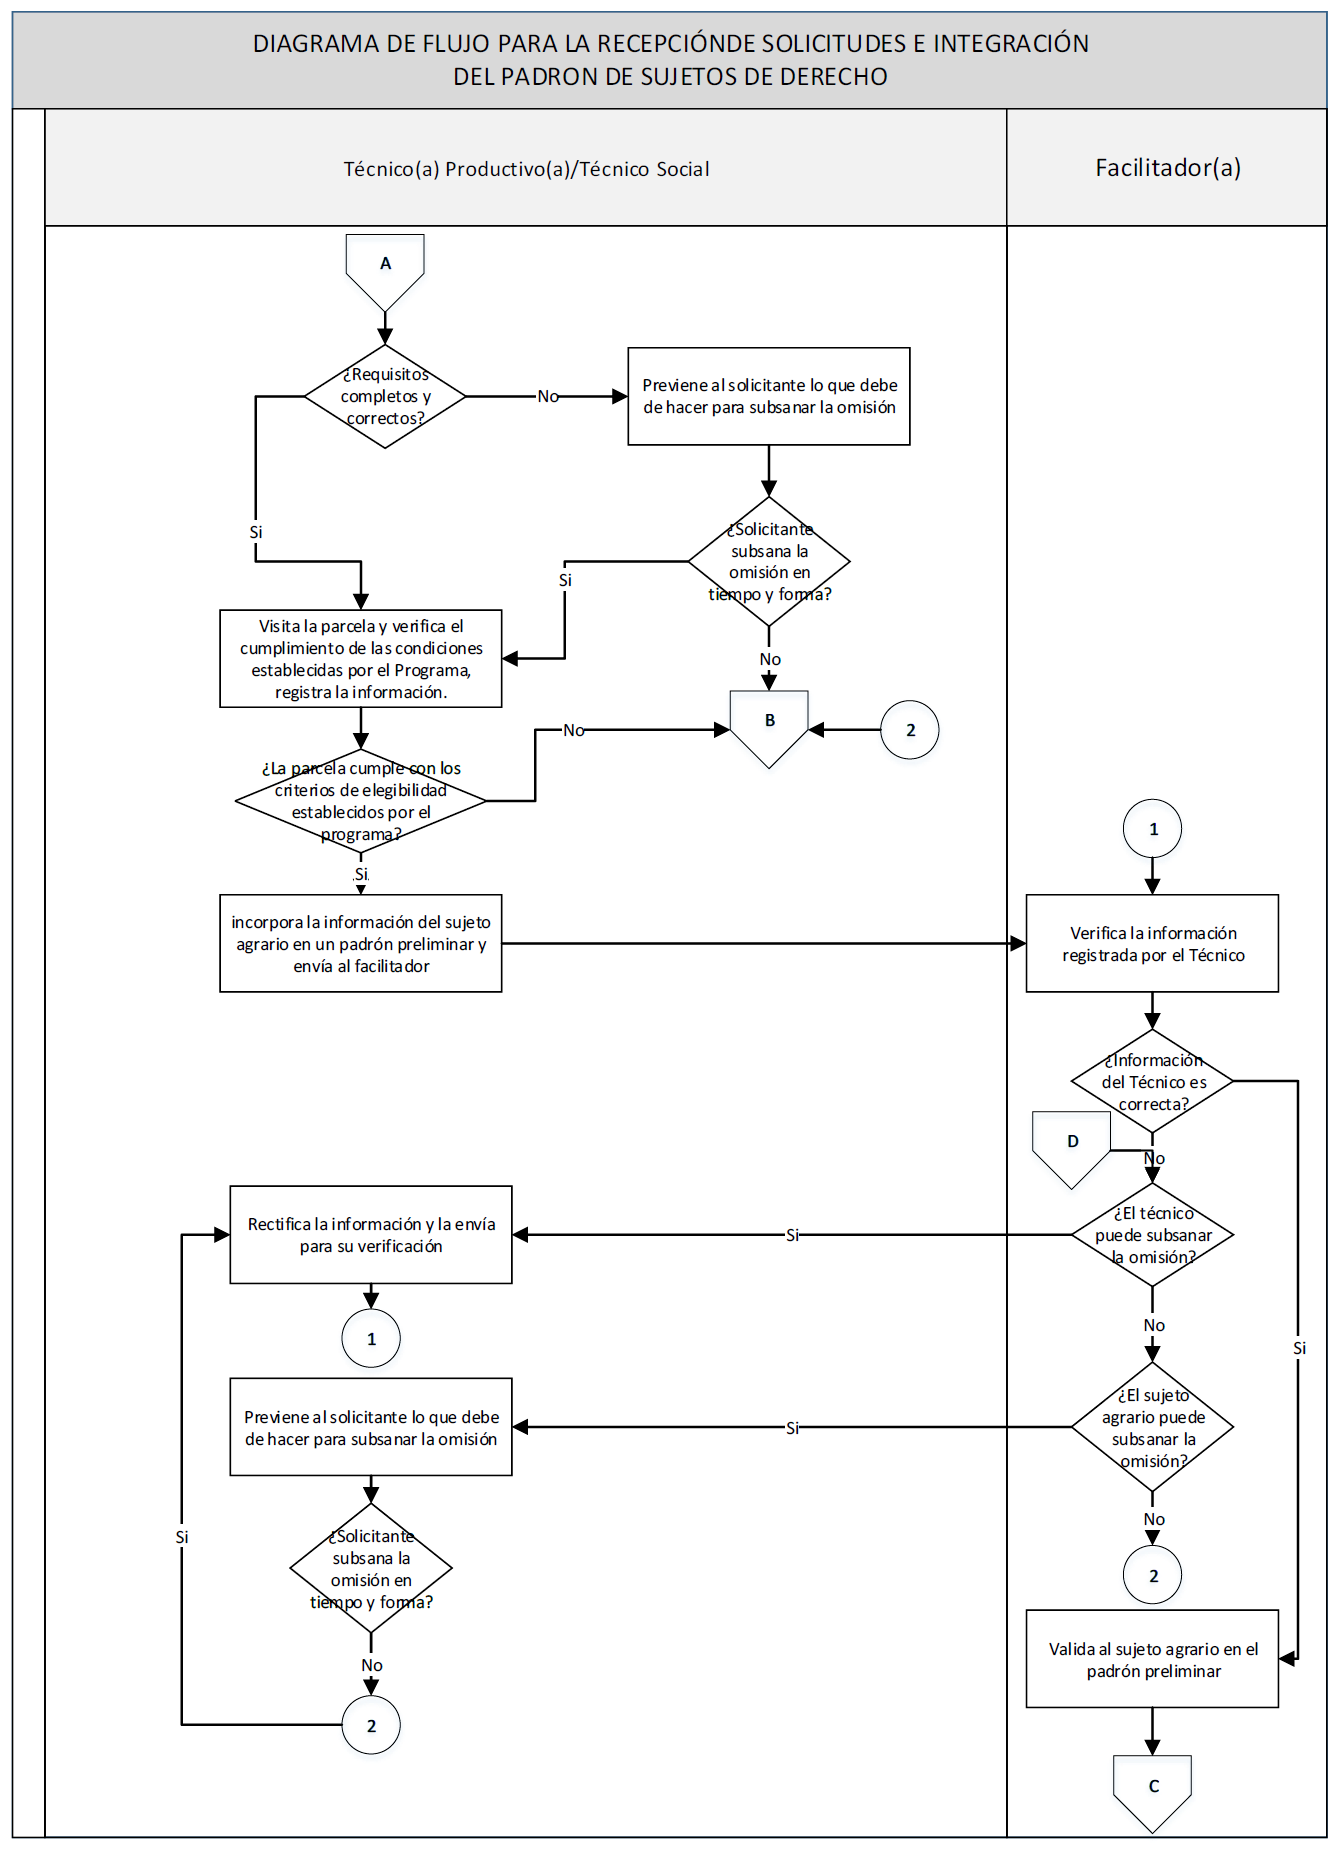 DIAGRAMA DE FLUJO PARA LA RECEPCIÓNDE SOLICITUDES E INTEGRACIÓN
DEL PADRON DE SUJETOS DE DERECHO
Técnico(a) Productivo(a)/Técnico Social
Facilitador(a)
A
¿Requisitos
completos y
correctos?
No
Previene al solicitante lo que debe
de hacer para subsanar la omisión
Si
¿Solicitante
subsana la
omisión en
tiempo y forma?
Si
Visita la parcela y verifica el
cumplimiento de las condiciones
establecidas por el Programa,
registra la información.
No
B
2
No
¿La parcela cumple con los
criterios de elegibilidad
establecidos por el
programa?
Si
1
incorpora la información del sujeto
agrario en un padrón preliminar y
envía al facilitador
Verifica la información
registrada por el Técnico
¿Información
del Técnico es
correcta?
D
No
Rectifica la información y la envía
para su verificación
Si
¿El técnico
puede subsanar
la omisión?
1
No
Si
Previene al solicitante lo que debe
de hacer para subsanar la omisión
Si
¿El sujeto
agrario puede
subsanar la
omisión?
Si
¿Solicitante
subsana la
omisión en
tiempo y forma?
No
2
No
2
Valida al sujeto agrario en el
padrón preliminar
C